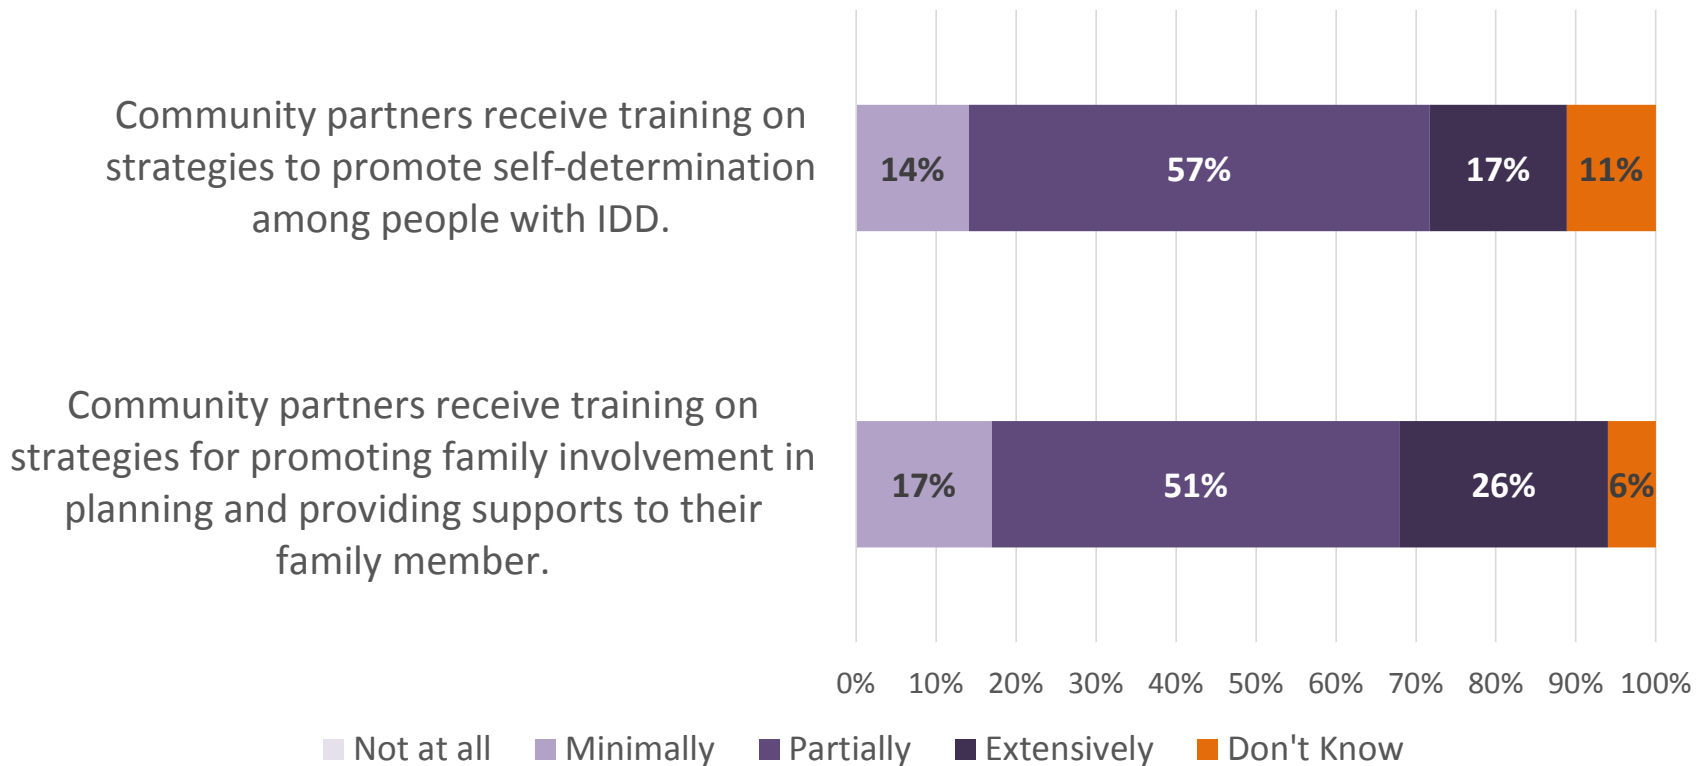 Community partners receive training on
strategies to promote self-determination
among people with IDD.
14%
57%
17%
11%
Community partners receive training on
strategies for promoting family involvement in
planning and providing supports to their
family member.
17%
51%
26%
6%
0% 10% 20% 30% 40% 50% 60% 70% 80% 90% 100%
Not at all Minimally Partially Extensively Don't Know